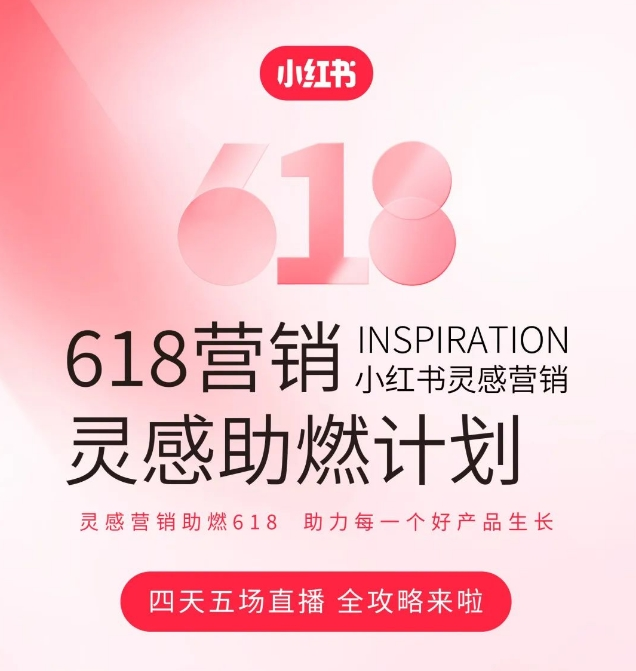 小红书
618
618营销
INSPIRATION
小红书灵感营销
灵感助燃计划
灵感营销助燃618 助力每一个好产品生长
四天五场直播 全攻略来啦